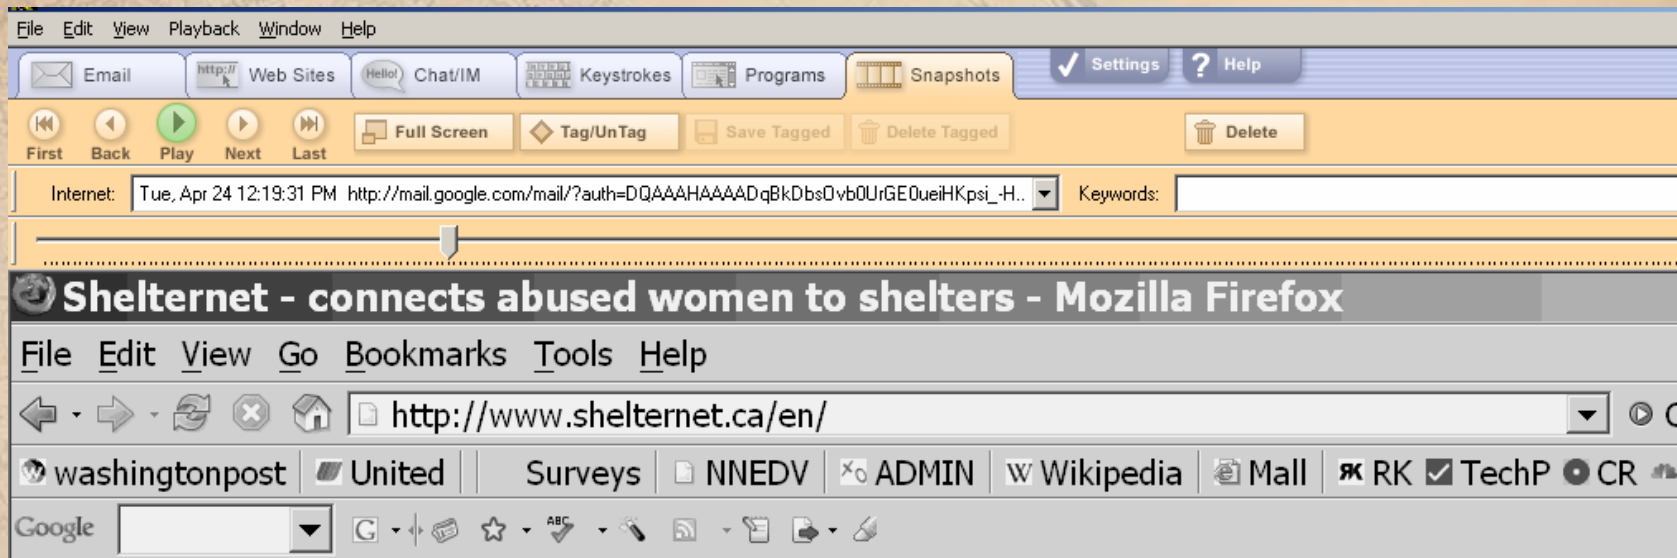 File Edit View Playback Window Help
Email http:// Web Sites Hello! Chat/IM Keystrokes Programs Snapshots Settings ? Help
First Back Play Next Last Full Screen Tag/UnTag Save Tagged Delete Tagged Delete
Internet: Tue, Apr 24 12:19:31 PM http://mail.google.com/mail/?auth=DQAAAHAAAADqBkDbsOvb0UrGE0ueiHKpsi_-H.. Keywords:
Shelternet - connects abused women to shelters - Mozilla Firefox
File Edit View Go Bookmarks Tools Help
http://www.shelternet.ca/en/
washingtonpost United Surveys NNEDV ADMIN W Wikipedia Mall RK RK TechP CR
Google G ABC